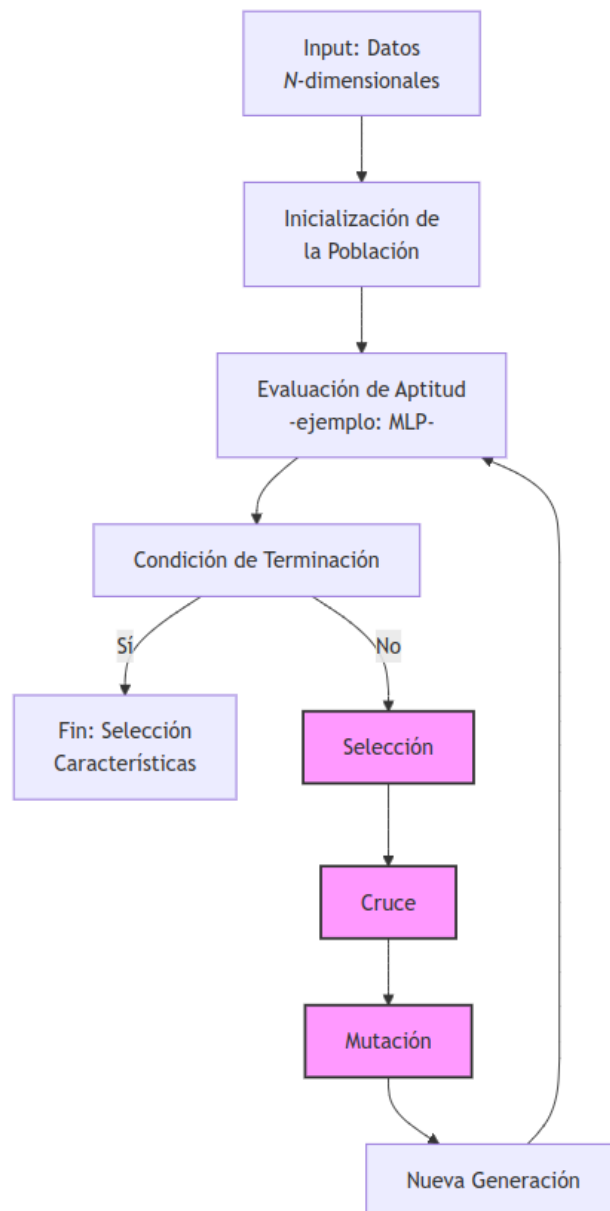 Input: Datos
N-dimensionales
Inicialización de
la Población
Evaluación de Aptitud
-ejemplo: MLP-
Condición de Terminación
Sí
No
Fin: Selección
Características
Selección
Cruce
Mutación
Nueva Generación